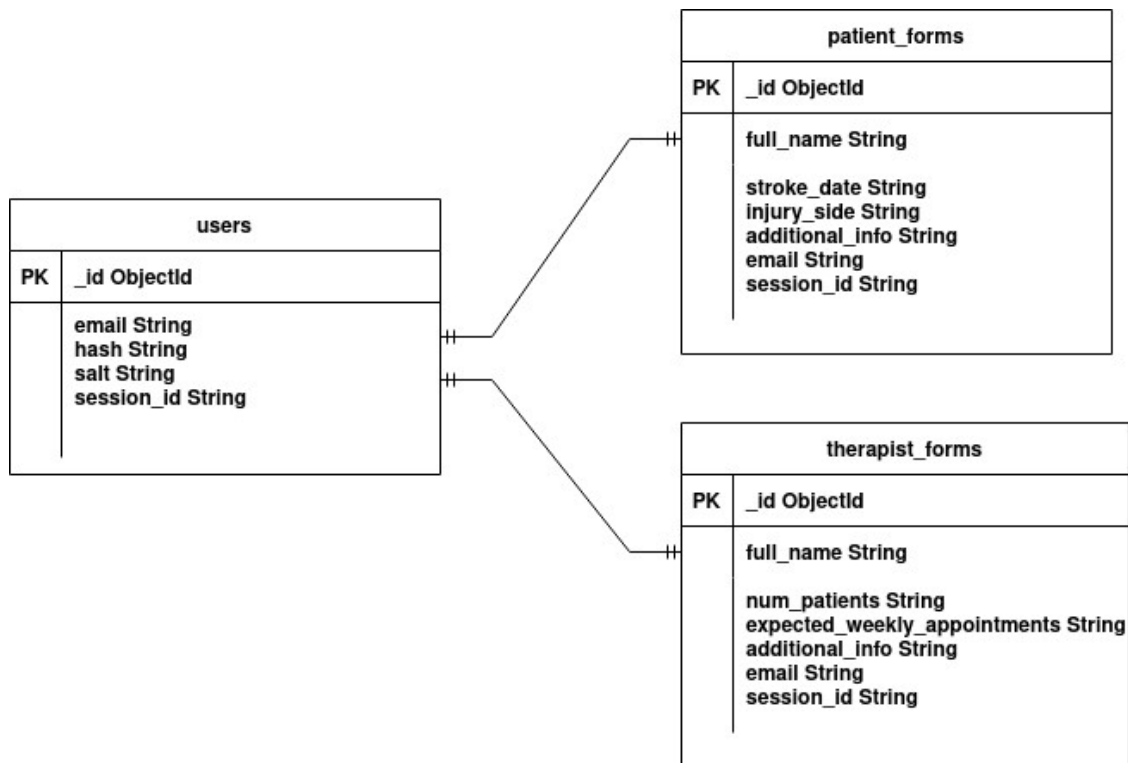 patient_forms
PK _id ObjectId
full_name String
stroke_date String
injury_side String
additional_info String
email String
session_id String
users
PK _id ObjectId
email String
hash String
salt String
session_id String
therapist_forms
PK _id ObjectId
full_name String
num_patients String
expected_weekly_appointments String
additional_info String
email String
session_id String